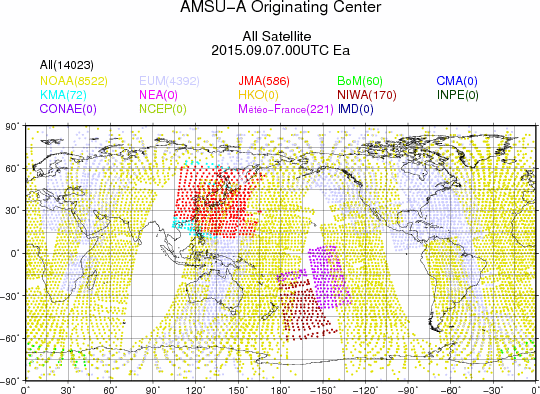 AMSU-A Originating Center
All Satellite
2015.09.07.00UTC Ea
All(14023)
NOAA(8522) EUM(4392) JMA(586) BoM(60) CMA(0)
KMA(72) NEA(0) HKO(0) NIWA(170) INPE(0)
CONAE(0) NCEP(0) Metéo-France(221) IMD(0)
90°
60°
30°
0°
-30°
-60°
-90°
0° 30° 60° 90° 120° 150° 180° -150° -120° -90° -60° -30° 0°